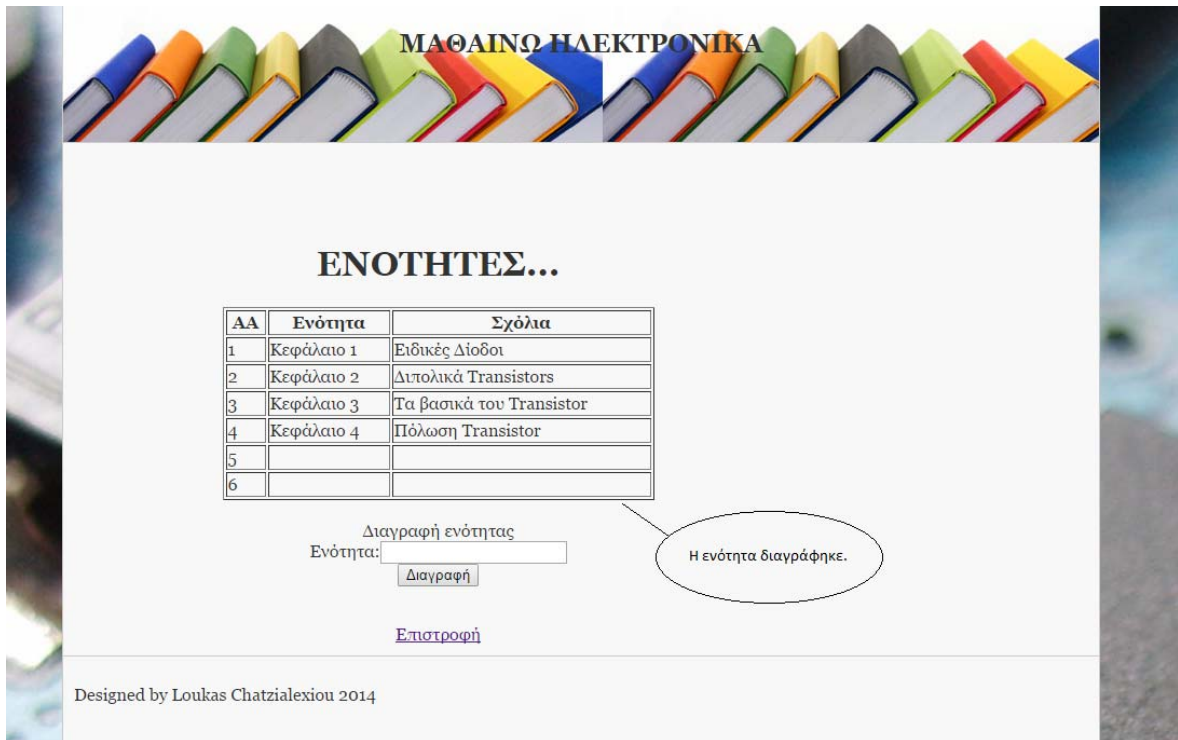 ΜΑΘΑΙΝΩ ΗΛΕΚΤΡΟΝΙΚΑ
ΕΝΟΤΗΤΕΣ...
ΑΑ Ενότητα Σχόλια
1 Κεφάλαιο 1 Ειδικές Δίοδοι
2 Κεφάλαιο 2 Διπολικά Transistors
3 Κεφάλαιο 3 Τα βασικά του Transistor
4 Κεφάλαιο 4 Πόλωση Transistor
5
6
Διαγραφή ενότητας
Ενότητα:
Διαγραφή
Η ενότητα διαγράφηκε.
Επιστροφή
Designed by Loukas Chatzialexiou 2014